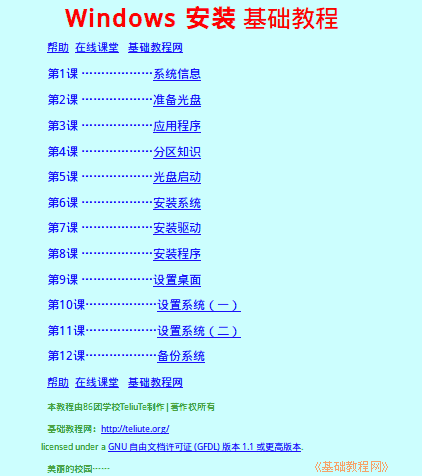 Windows 安装 基础教程
帮助 在线课堂 基础教程网
第1课 ··················系统信息
第2课 ··················准备光盘
第3课 ··················应用程序
第4课 ··················分区知识
第5课 ··················光盘启动
第6课 ··················安装系统
第7课 ··················安装驱动
第8课 ··················安装程序
第9课 ··················设置桌面
第10课··················设置系统（一）
第11课··················设置系统（二）
第12课··················备份系统
帮助 在线课堂 基础教程网
本教程由86团学校TeliuTe制作|著作权所有
基础教程网：http://teliute.org/
licensed under a GNU 自由文档许可证 (GFDL) 版本 1.1 或更高版本.
美丽的校园······
《基础教程网》